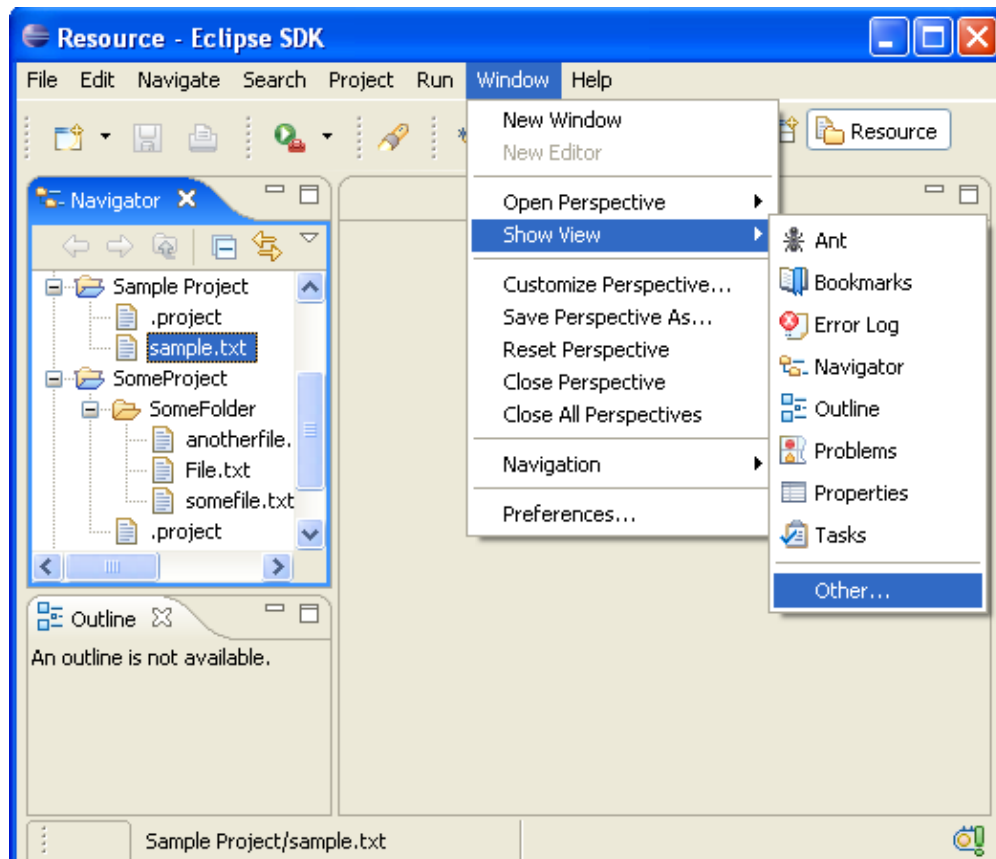 Resource - Eclipse SDK
File Edit Navigate Search Project Run Window Help
Resource
New Window
New Editor
Open Perspective
Show View
Customize Perspective...
Save Perspective As...
Reset Perspective
Close Perspective
Close All Perspectives
Navigation
Preferences...
Ant
Bookmarks
Error Log
Navigator
Outline
Problems
Properties
Tasks
Other...
Navigator
Sample Project
.project
sample.txt
SomeProject
SomeFolder
anotherfile.
File.txt
somefile.txt
.project
Outline
An outline is not available.
Sample Project/sample.txt